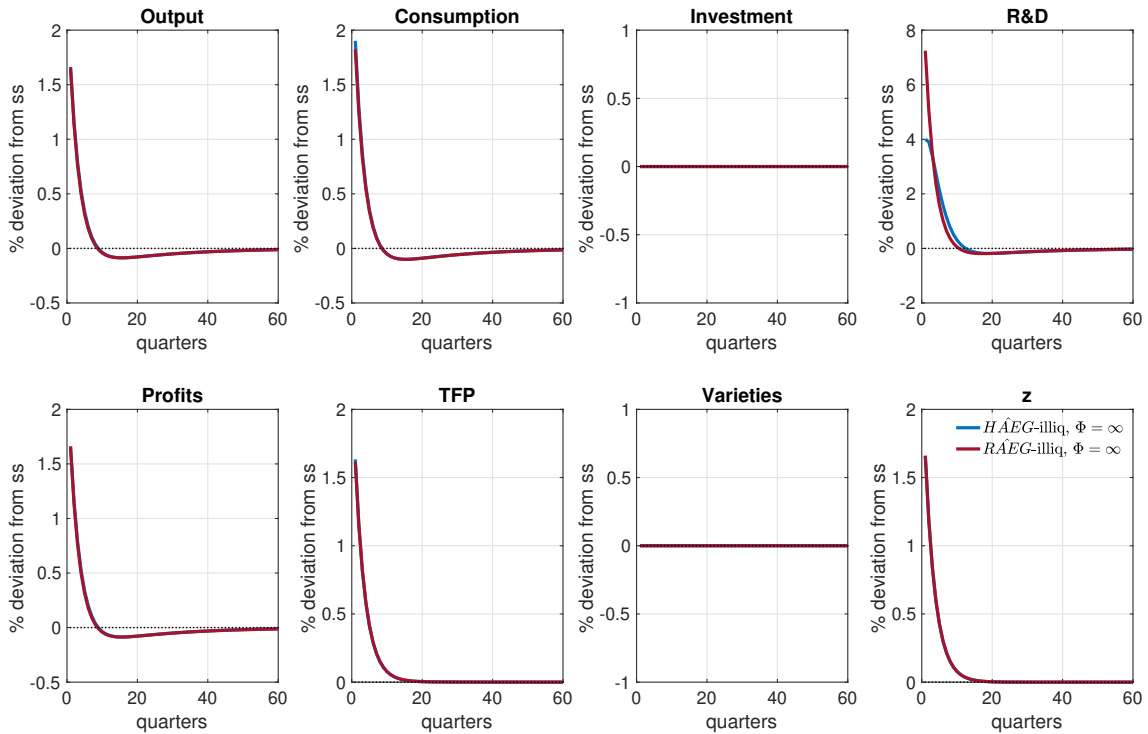 Output
Consumption
Investment
R&D
% deviation from ss
2
1.5
1
0.5
0
-0.5
0 20 40 60
quarters
% deviation from ss
2
1.5
1
0.5
0
-0.5
0 20 40 60
quarters
% deviation from ss
1
0.5
0
-0.5
-1
0 20 40 60
quarters
% deviation from ss
8
6
4
2
0
-2
0 20 40 60
quarters
Profits
TFP
Varieties
z
% deviation from ss
2
1.5
1
0.5
0
-0.5
0 20 40 60
quarters
% deviation from ss
2
1.5
1
0.5
0
0 20 40 60
quarters
% deviation from ss
1
0.5
0
-0.5
-1
0 20 40 60
quarters
% deviation from ss
2
1.5
1
0.5
0
0 20 40 60
quarters
HÂEG-illiq, Φ = ∞
RÂEG-illiq, Φ = ∞